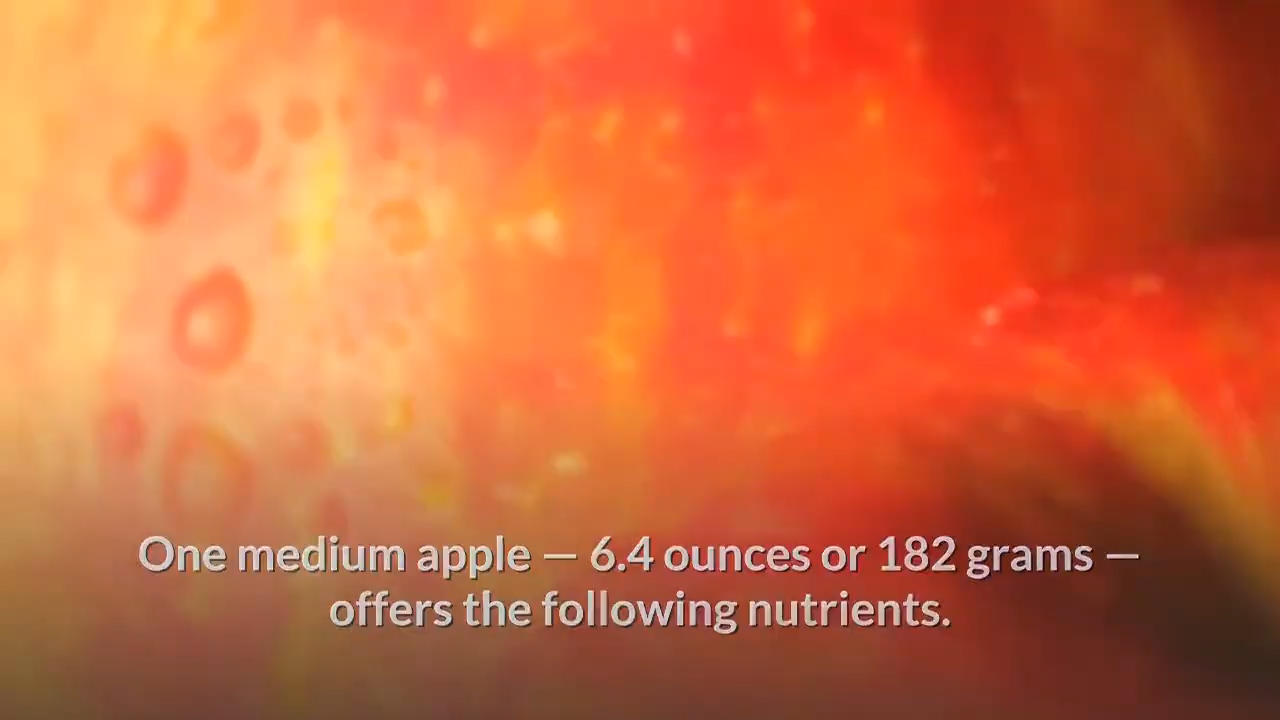 One medium apple — 6.4 ounces or 182 grams —
offers the following nutrients.